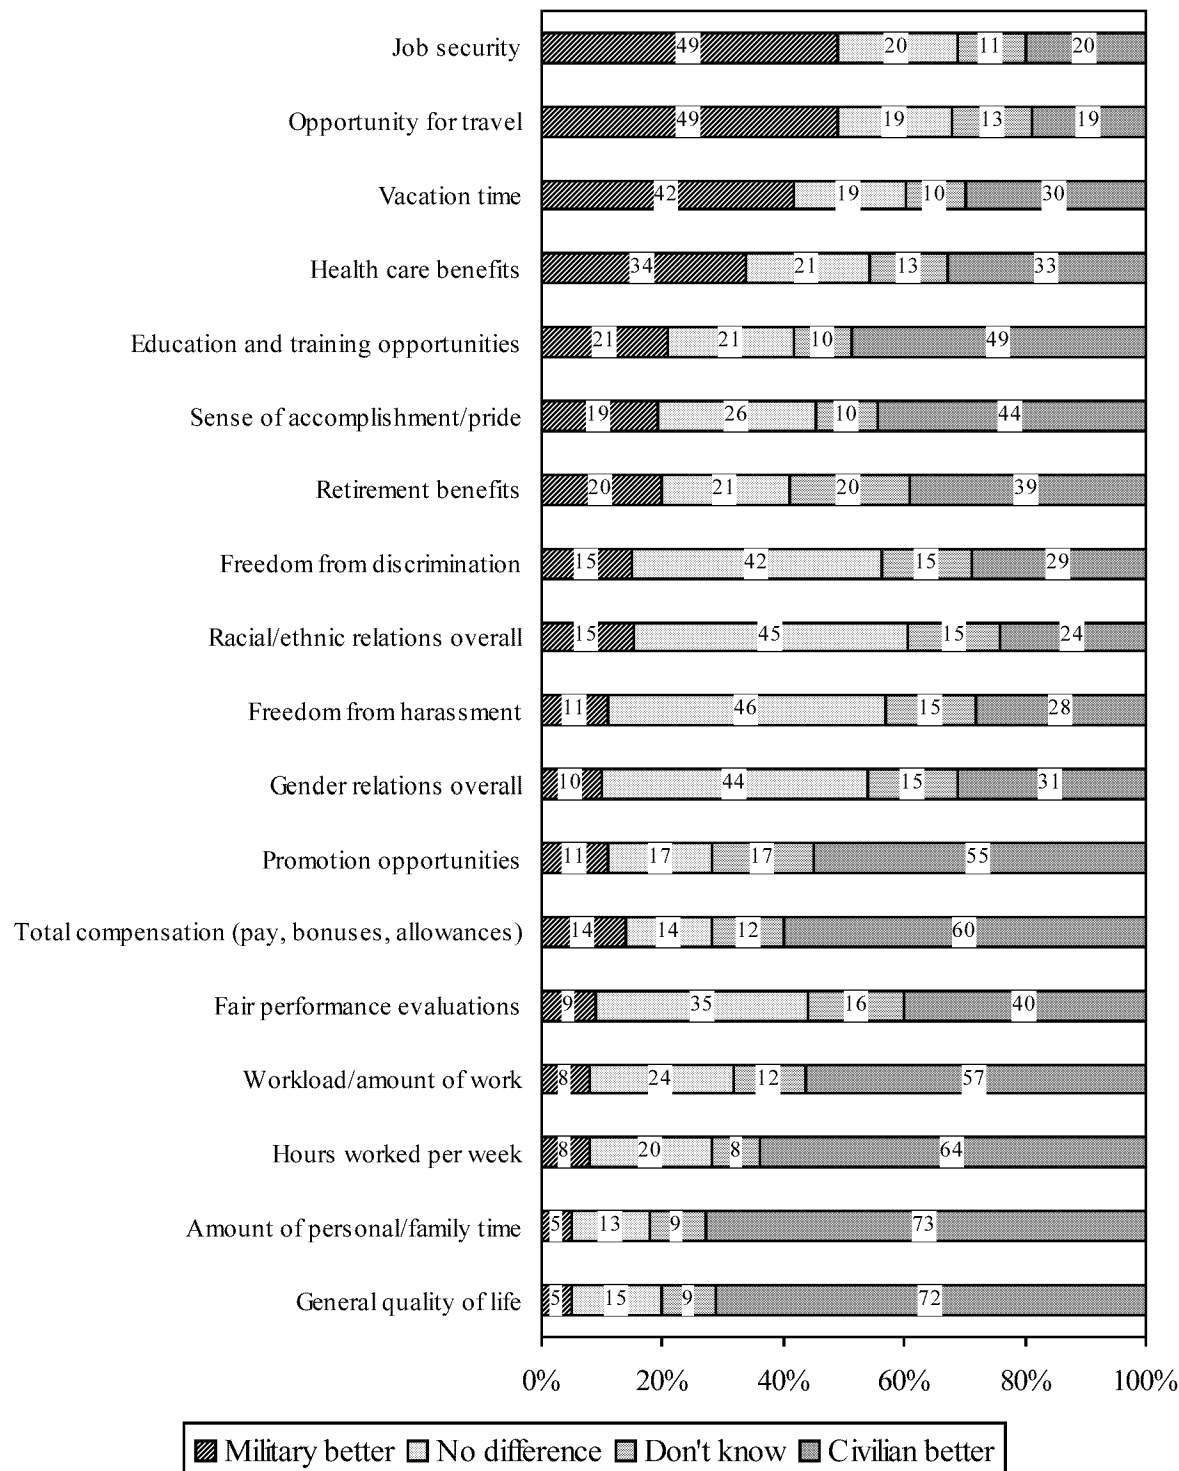 Job security 49 20 11 20
Opportunity for travel 49 19 13 19
Vacation time 42 19 10 30
Health care benefits 34 21 13 33
Education and training opportunities 21 21 10 49
Sense of accomplishment/pride 19 26 10 44
Retirement benefits 20 21 20 39
Freedom from discrimination 15 42 15 29
Racial/ethnic relations overall 15 45 15 24
Freedom from harassment 11 46 15 28
Gender relations overall 10 44 15 31
Promotion opportunities 11 17 17 55
Total compensation (pay, bonuses, allowances) 14 14 12 60
Fair performance evaluations 9 35 16 40
Workload/amount of work 8 24 12 57
Hours worked per week 8 20 8 64
Amount of personal/family time 5 13 9 73
General quality of life 5 15 9 72
0% 20% 40% 60% 80% 100%
Military better No difference Don't know Civilian better